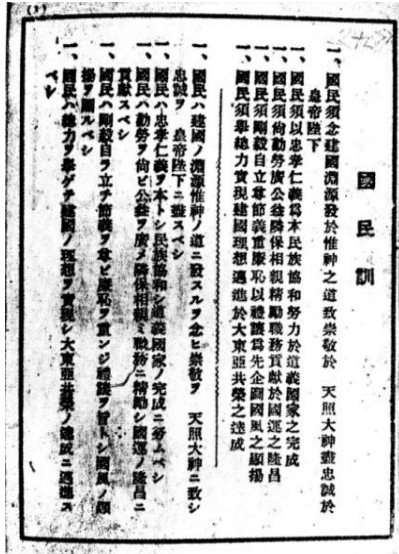 國民訓
一、國民須念建國淵源發於惟神之道致崇敬於　天照大神盡忠誠於
皇帝陛下
一、國民須以忠孝仁義爲本民族協和努力於道義國家之完成
一、國民須尚勤勞廣公益隣保相親精勵職務貢獻於國運之隆昌
一、國民須剛毅自立尊節義重廉恥以禮讓爲先企圖國風之顯揚
一、國民須擧總力實現建國理想邁進於大東亞共榮之達成
一、國民ハ建國ノ淵源惟神ノ道ニ發スルヲ念ヒ崇敬ヲ　天照大神ニ致シ
忠誠ヲ　皇帝陛下ニ盡スベシ
一、國民ハ忠孝仁義ヲ本トシ民族協和シ道義國家ノ完成ニ努ムベシ
一、國民ハ勤勞ヲ尚ビ公益ヲ廣メ隣保相親ミ職務ニ精勵シ國運ノ隆昌ニ
貢獻スベシ
一、國民ハ剛毅自ラ立チ節義ヲ尊ビ廉恥ヲ重ンジ禮讓ヲ旨トシ國風ノ顯
揚ヲ圖ルベシ
一、國民ハ總力ヲ擧ゲテ建國ノ理想ヲ實現シ大東亞共榮ノ達成ニ邁進ス
ベシ
(1)